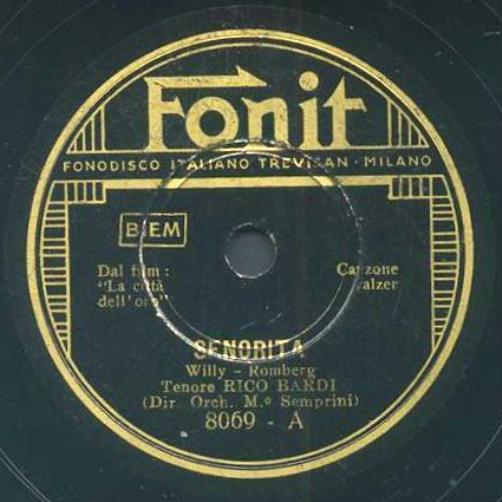 Fonit
FONODISCO ITALIANO TREVISAN · MILANO
BIEM
Dal film :
"La città
dell'oro"
Canzone
valzer
SENORITA
Willy - Romberg
Tenore RICO BARDI
(Dir. Orch. M.º Semprini)
8069 - A